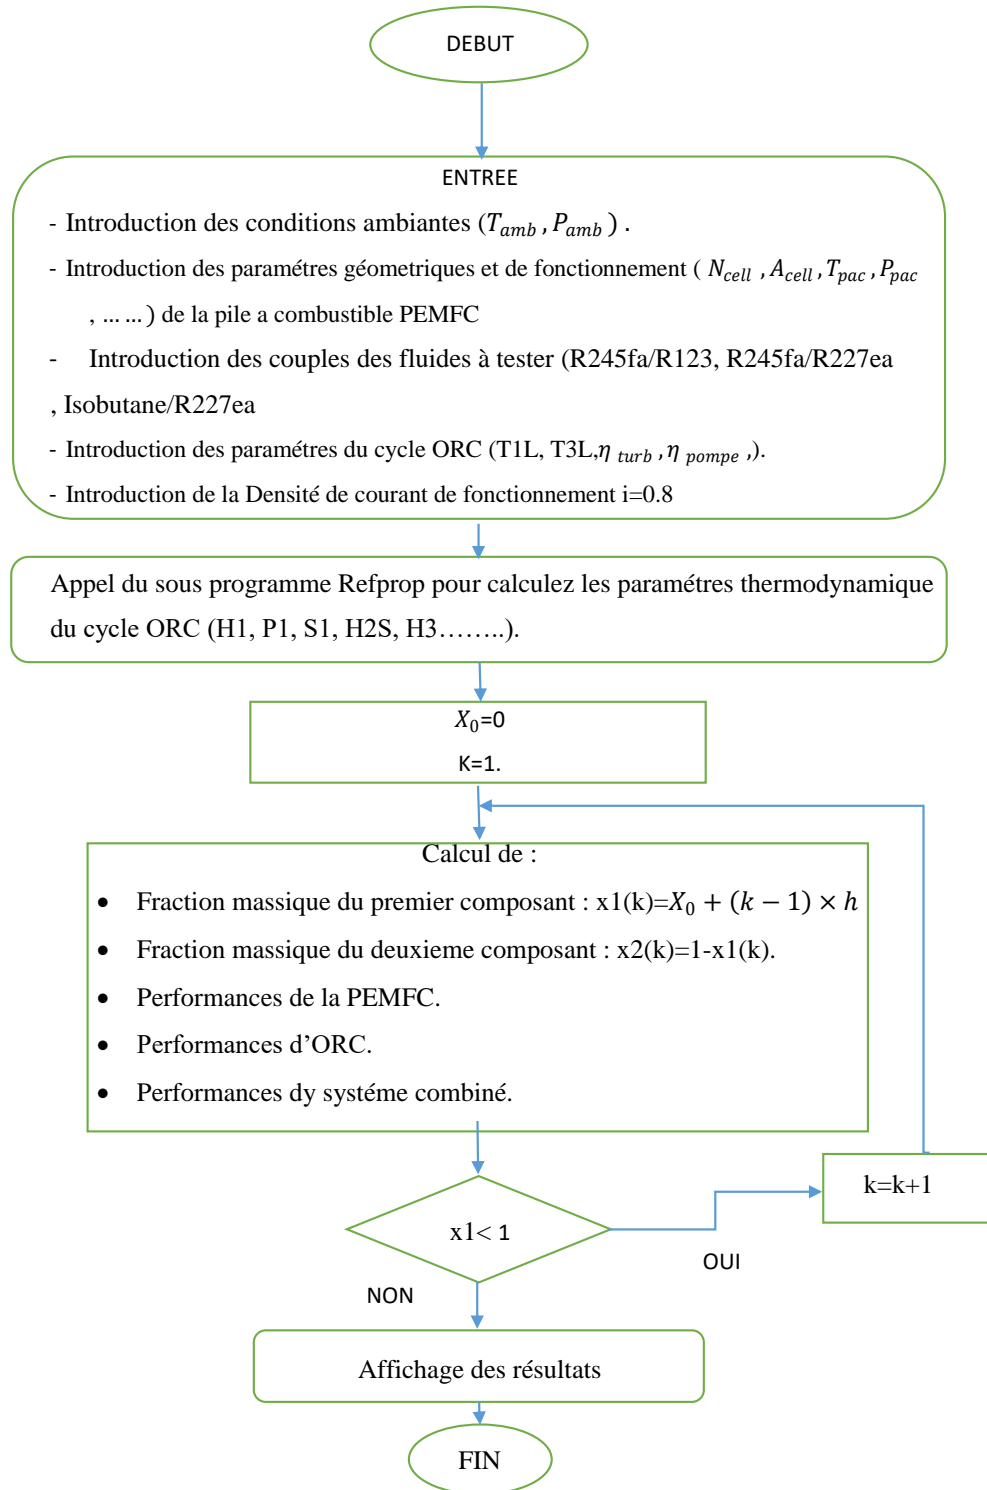 DEBUT
ENTREE
- Introduction des conditions ambiantes (T_amb , P_amb ) .
- Introduction des paramétres géometriques et de fonctionnement ( N_cell , A_cell , T_pac , P_pac
, … … ) de la pile a combustible PEMFC
- Introduction des couples des fluides à tester (R245fa/R123, R245fa/R227ea
, Isobutane/R227ea
- Introduction des paramétres du cycle ORC (T1L, T3L,η_turb , η_pompe ,).
- Introduction de la Densité de courant de fonctionnement i=0.8
Appel du sous programme Refprop pour calculez les paramétres thermodynamique
du cycle ORC (H1, P1, S1, H2S, H3……..).
X_0=0
K=1.
Calcul de :
• Fraction massique du premier composant : x1(k)=X_0 + (k − 1) × h
• Fraction massique du deuxieme composant : x2(k)=1-x1(k).
• Performances de la PEMFC.
• Performances d’ORC.
• Performances dy systéme combiné.
k=k+1
x1< 1
OUI
NON
Affichage des résultats
FIN